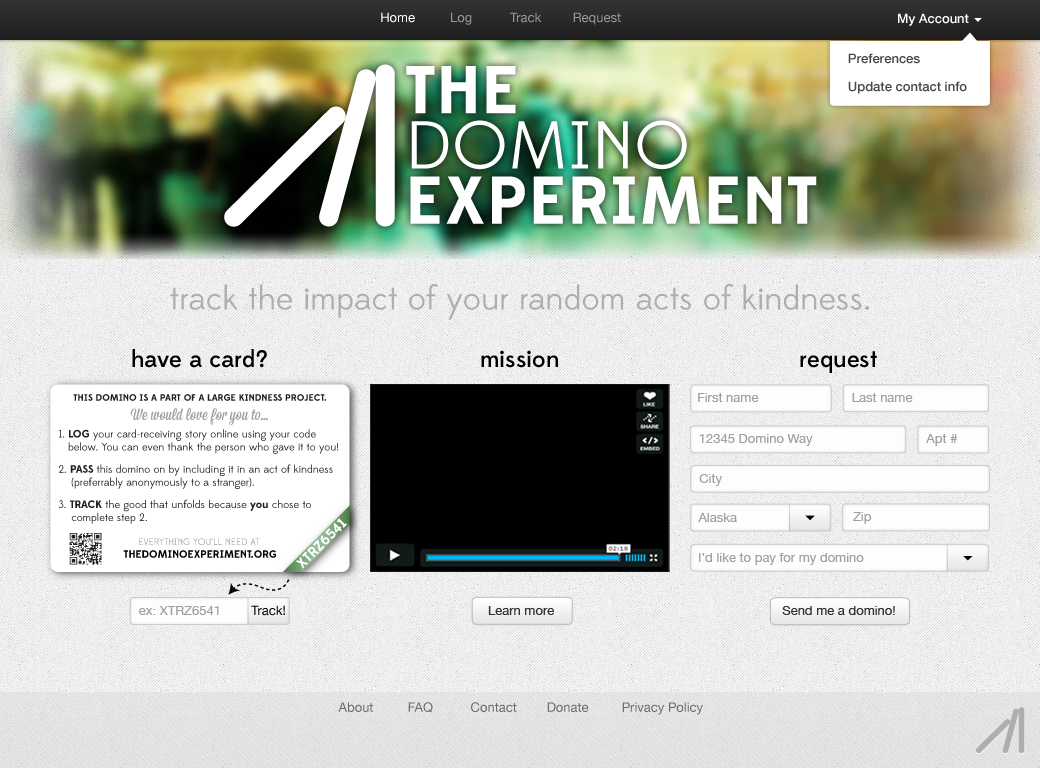 Home Log Track Request My Account
Preferences
Update contact info
THE
DOMINO
EXPERIMENT
track the impact of your random acts of kindness.
have a card?
THIS DOMINO IS A PART OF A LARGE KINDNESS PROJECT.
We would love for you to...
1. LOG your card-receiving story online using your code
below. You can even thank the person who gave it to you!
2. PASS this domino on by including it in an act of kindness
(preferrably anonymously to a stranger).
3. TRACK the good that unfolds because you chose to
complete step 2.
EVERYTHING YOU'LL NEED AT
THEDOMINOEXPERIMENT.ORG
XTRZ6541
ex: XTRZ6541 Track!
mission
LIKE
SHARE
EMBED
02:18
Learn more
request
First name Last name
12345 Domino Way Apt #
City
Alaska Zip
I'd like to pay for my domino
Send me a domino!
About FAQ Contact Donate Privacy Policy